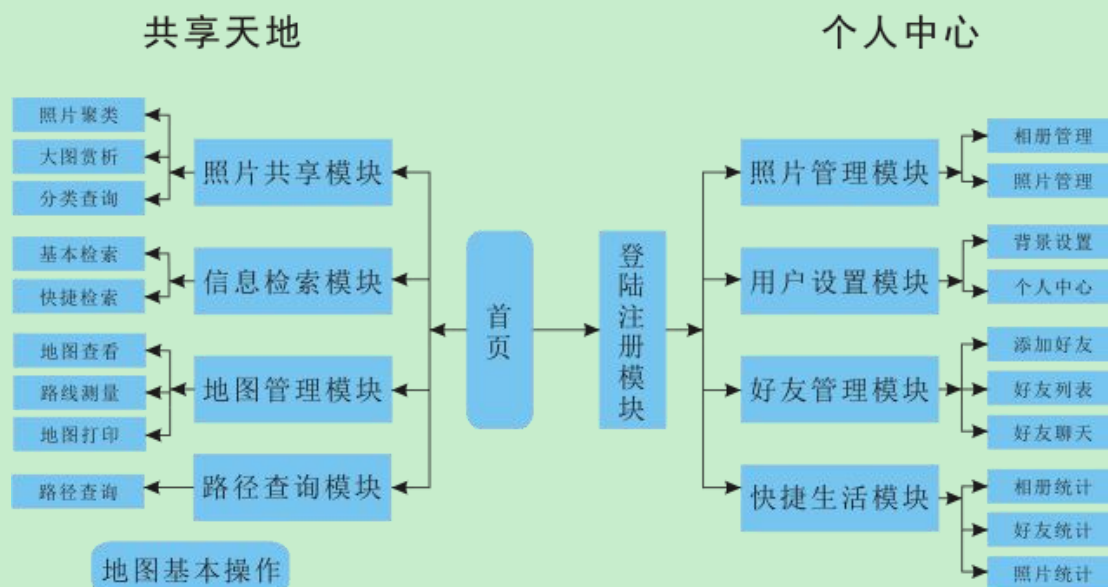 共享天地
个人中心
照片聚类
大图赏析
分类查询
照片共享模块
基本检索
快捷检索
信息检索模块
地图查看
路线测量
地图打印
地图管理模块
路径查询
路径查询模块
地图基本操作
首页
登陆注册模块
照片管理模块
相册管理
照片管理
用户设置模块
背景设置
个人中心
好友管理模块
添加好友
好友列表
好友聊天
快捷生活模块
相册统计
好友统计
照片统计